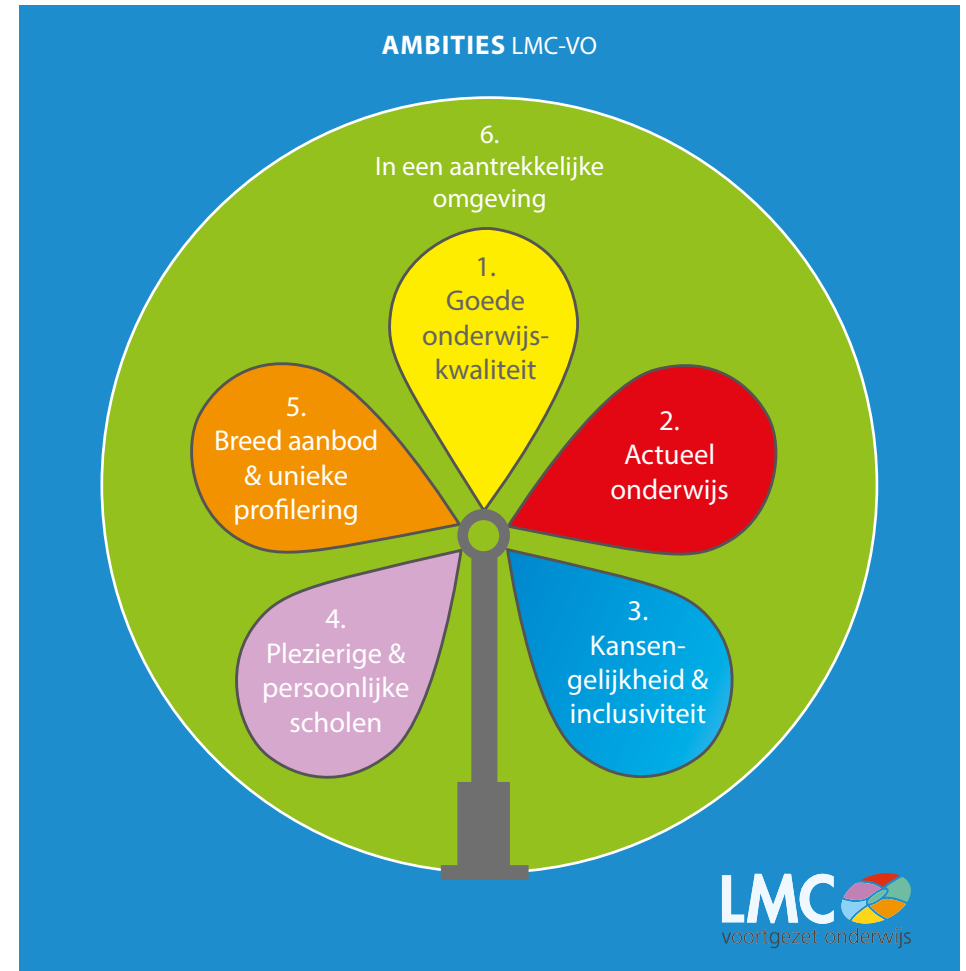 AMBITIES LMC-VO
6.
In een aantrekkelijke
omgeving
1.
Goede
onderwijs-
kwaliteit
2.
Actueel
onderwijs
3.
Kansen-
gelijkheid &
inclusiviteit
4.
Plezierige &
persoonlijke
scholen
5.
Breed aanbod
& unieke
profilering
LMC
voortgezet onderwijs